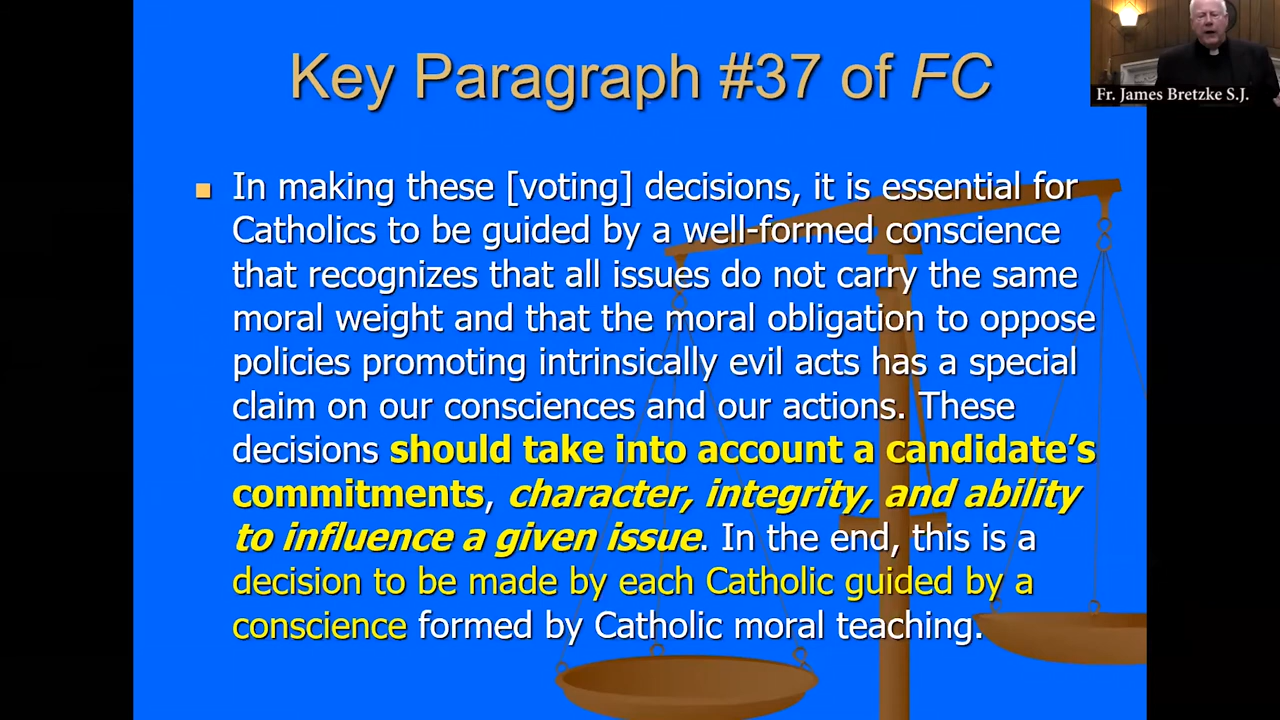 Key Paragraph #37 of FC
Fr. James Bretzke S.J.
In making these [voting] decisions, it is essential for
Catholics to be guided by a well-formed conscience
that recognizes that all issues do not carry the same
moral weight and that the moral obligation to oppose
policies promoting intrinsically evil acts has a special
claim on our consciences and our actions. These
decisions should take into account a candidate’s
commitments, character, integrity, and ability
to influence a given issue. In the end, this is a
decision to be made by each Catholic guided by a
conscience formed by Catholic moral teaching.